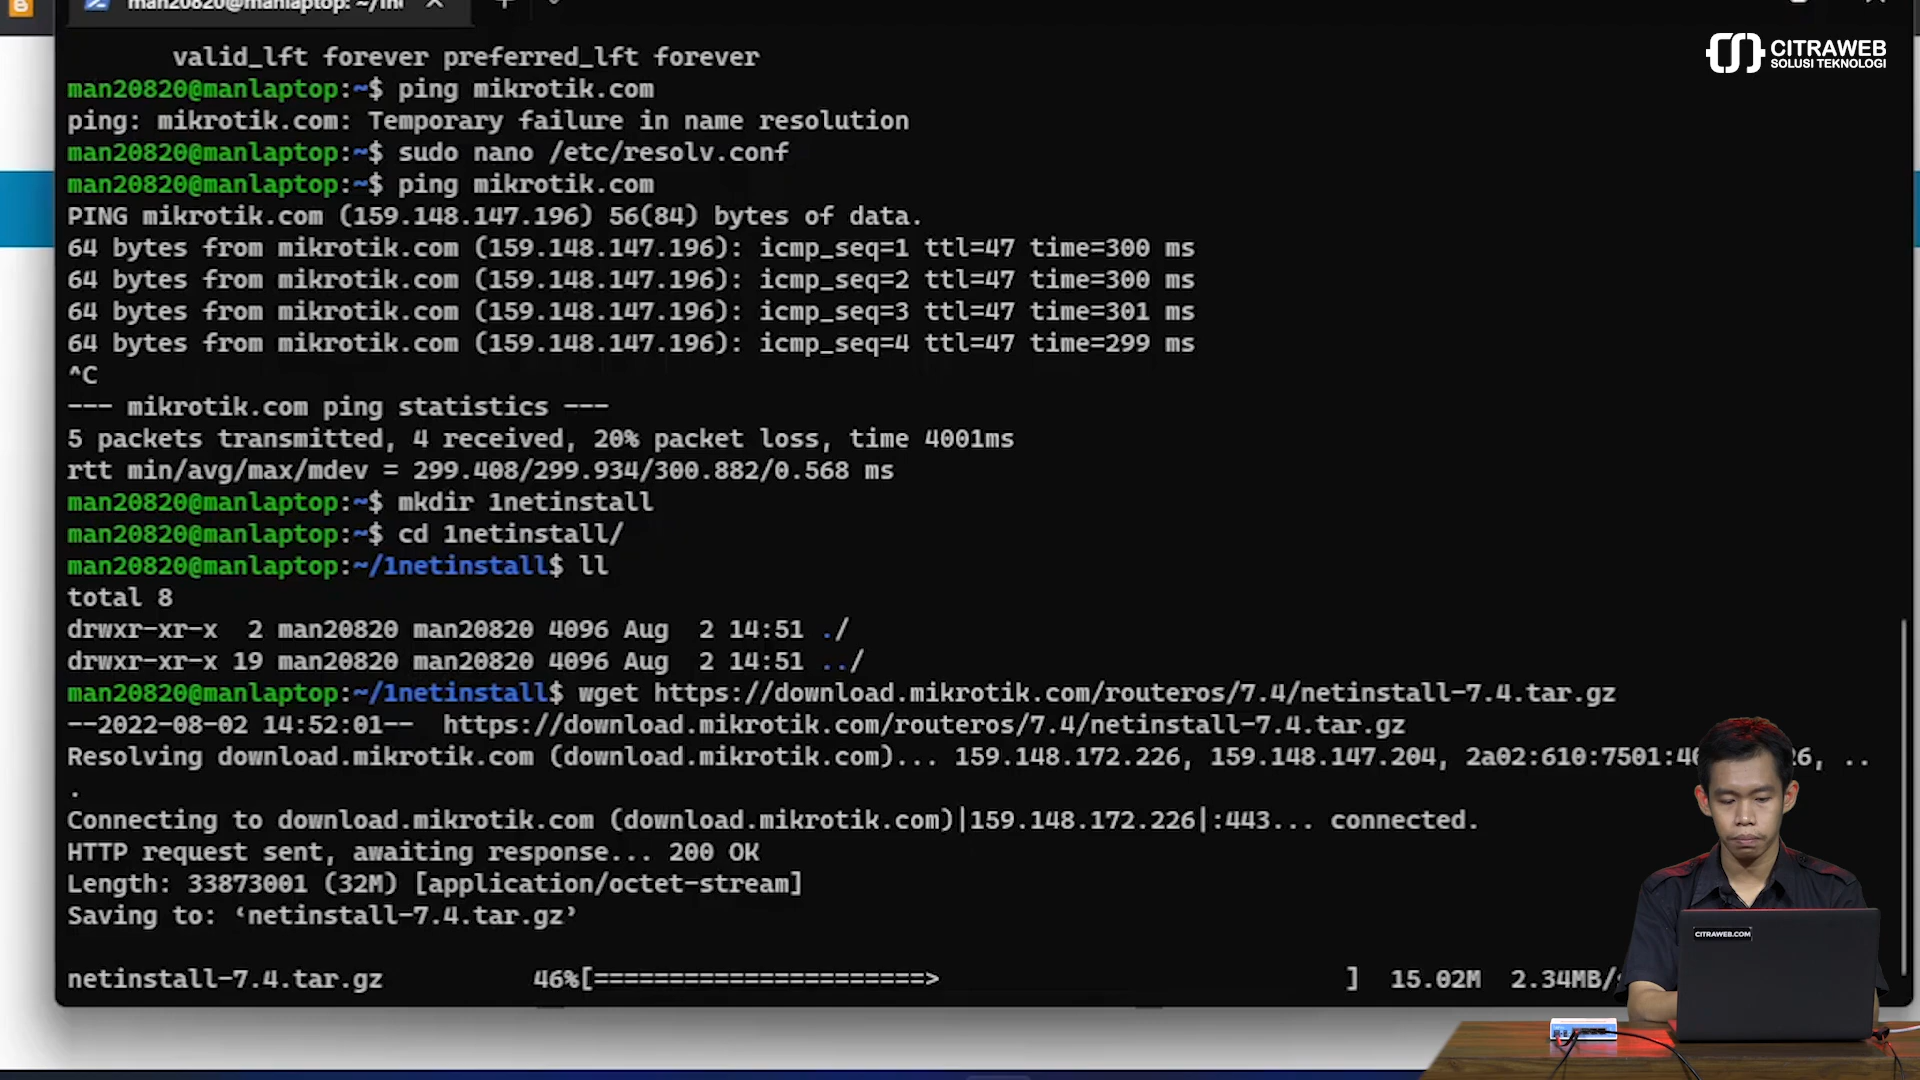 CITRAWEB
SOLUSI TEKNOLOGI
man20820@manlaptop: ~/
valid_lft forever preferred_lft forever
man20820@manlaptop:~$ ping mikrotik.com
ping: mikrotik.com: Temporary failure in name resolution
man20820@manlaptop:~$ sudo nano /etc/resolv.conf
man20820@manlaptop:~$ ping mikrotik.com
PING mikrotik.com (159.148.147.196) 56(84) bytes of data.
64 bytes from mikrotik.com (159.148.147.196): icmp_seq=1 ttl=47 time=300 ms
64 bytes from mikrotik.com (159.148.147.196): icmp_seq=2 ttl=47 time=300 ms
64 bytes from mikrotik.com (159.148.147.196): icmp_seq=3 ttl=47 time=301 ms
64 bytes from mikrotik.com (159.148.147.196): icmp_seq=4 ttl=47 time=299 ms
^C
--- mikrotik.com ping statistics ---
5 packets transmitted, 4 received, 20% packet loss, time 4001ms
rtt min/avg/max/mdev = 299.408/299.934/300.882/0.568 ms
man20820@manlaptop:~$ mkdir 1netinstall
man20820@manlaptop:~$ cd 1netinstall/
man20820@manlaptop:~/1netinstall$ ll
total 8
drwxr-xr-x  2 man20820 man20820 4096 Aug  2 14:51 ./
drwxr-xr-x 19 man20820 man20820 4096 Aug  2 14:51 ../
man20820@manlaptop:~/1netinstall$ wget https://download.mikrotik.com/routeros/7.4/netinstall-7.4.tar.gz
--2022-08-02 14:52:01--  https://download.mikrotik.com/routeros/7.4/netinstall-7.4.tar.gz
Resolving download.mikrotik.com (download.mikrotik.com)... 159.148.172.226, 159.148.147.204, 2a02:610:7501: ..
.
Connecting to download.mikrotik.com (download.mikrotik.com)|159.148.172.226|:443... connected.
HTTP request sent, awaiting response... 200 OK
Length: 33873001 (32M) [application/octet-stream]
Saving to: ‘netinstall-7.4.tar.gz’
netinstall-7.4.tar.gz 46%[======================> ] 15.02M 2.34MB/
CITRAWEB.COM